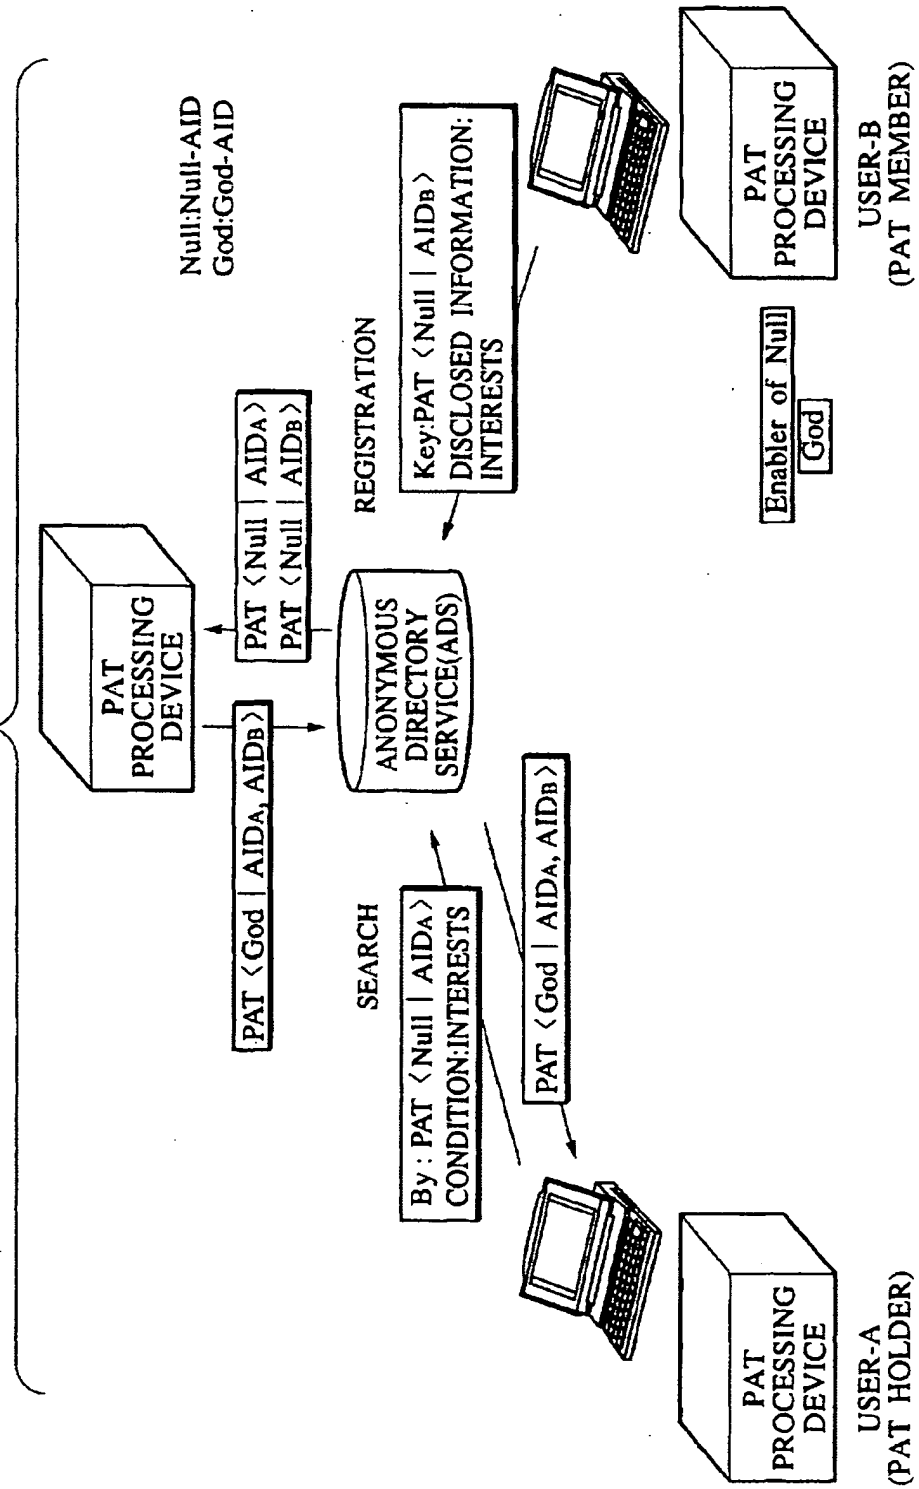 Null:Null-AID
God:God-AID
PAT
PROCESSING
DEVICE
PAT 〈God | AIDA, AIDB〉
PAT 〈Null | AIDA〉
PAT 〈Null | AIDB〉
SEARCH
REGISTRATION
By : PAT 〈Null | AIDA〉
CONDITION:INTERESTS
ANONYMOUS
DIRECTORY
SERVICE(ADS)
Key:PAT 〈Null | AIDB〉
DISCLOSED INFORMATION:
INTERESTS
PAT 〈God | AIDA, AIDB〉
PAT
PROCESSING
DEVICE
USER-A
(PAT HOLDER)
Enabler of Null
God
PAT
PROCESSING
DEVICE
USER-B
(PAT MEMBER)